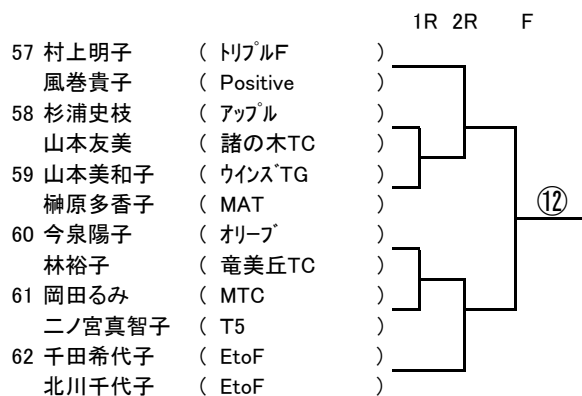 1R 2R F
57 村上明子 ( トリプルF )
風巻貴子 ( Positive )
58 杉浦史枝 ( アップル )
山本友美 ( 諸の木TC )
59 山本美和子 ( ウインズTG )
榊原多香子 ( MAT )
⑫
60 今泉陽子 ( オリーブ )
林裕子 ( 竜美丘TC )
61 岡田るみ ( MTC )
二ノ宮真智子 ( T5 )
62 千田希代子 ( EtoF )
北川千代子 ( EtoF )